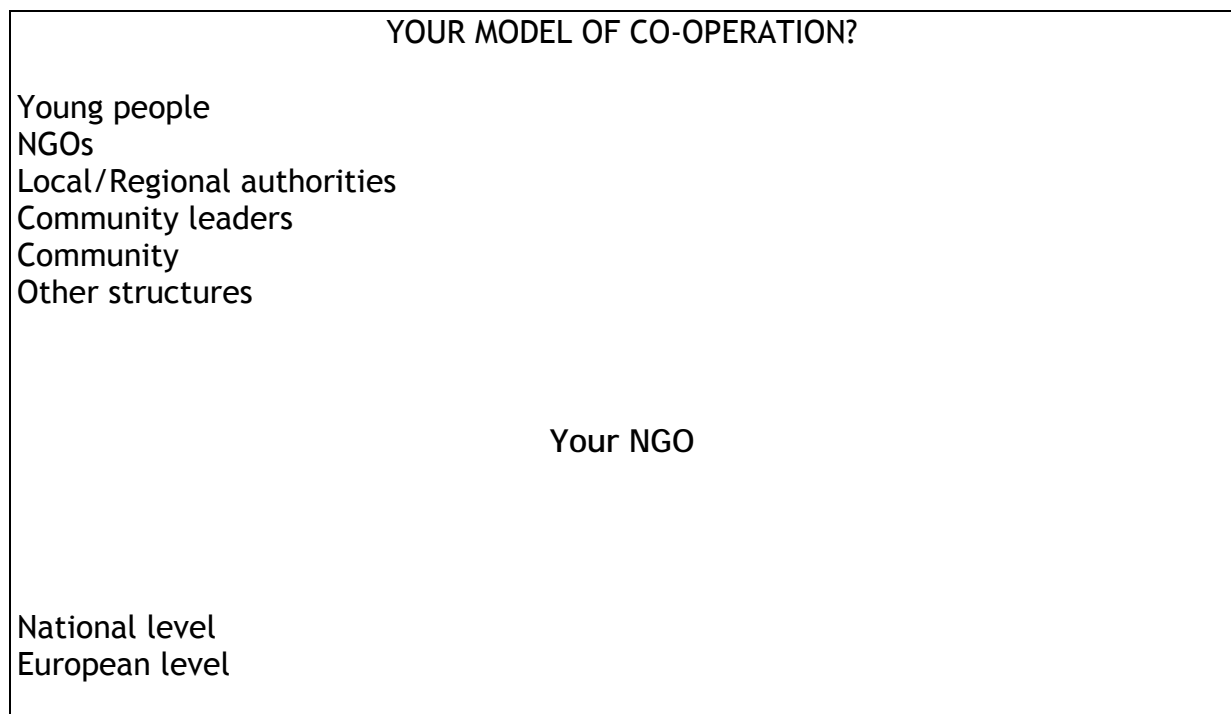 YOUR MODEL OF CO-OPERATION?
Young people
NGOs
Local/Regional authorities
Community leaders
Community
Other structures
Your NGO
National level
European level